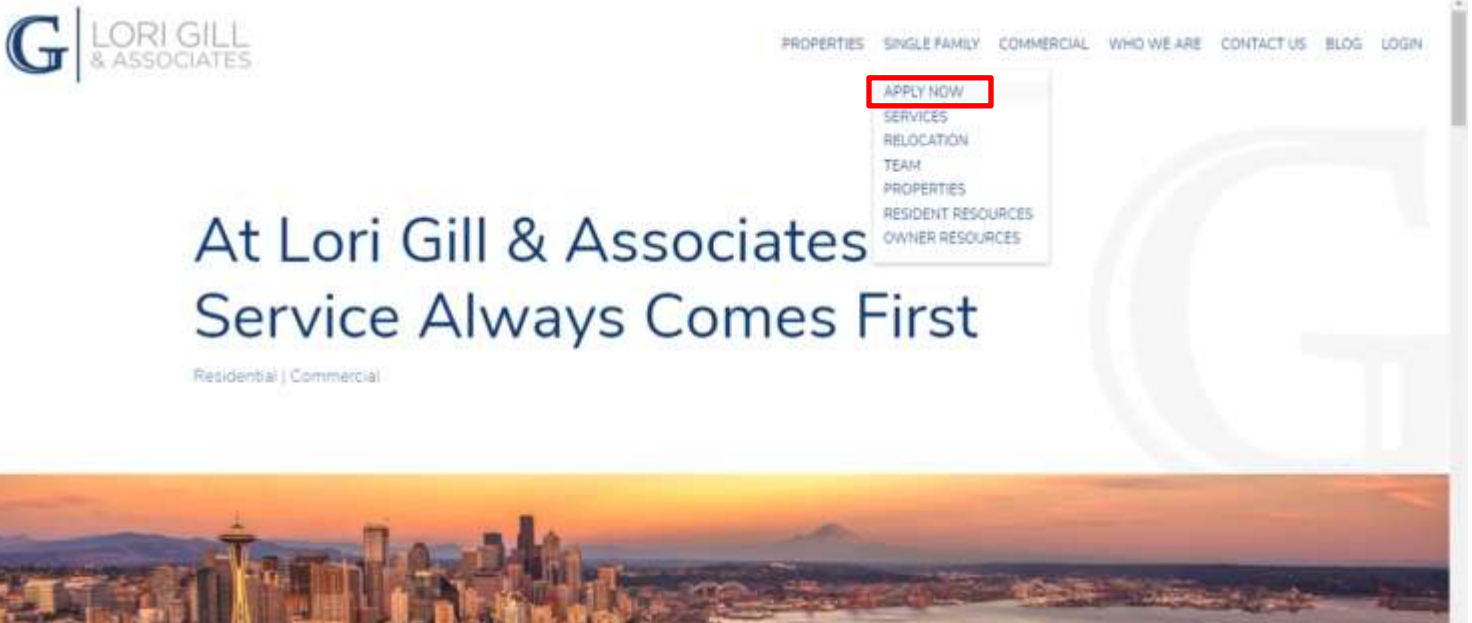 LORI GILL
& ASSOCIATES
PROPERTIES SINGLE FAMILY COMMERCIAL WHO WE ARE CONTACT US BLOG LOGIN
APPLY NOW
SERVICES
RELOCATION
TEAM
PROPERTIES
RESIDENT RESOURCES
OWNER RESOURCES
At Lori Gill & Associates
Service Always Comes First
Residential | Commercial